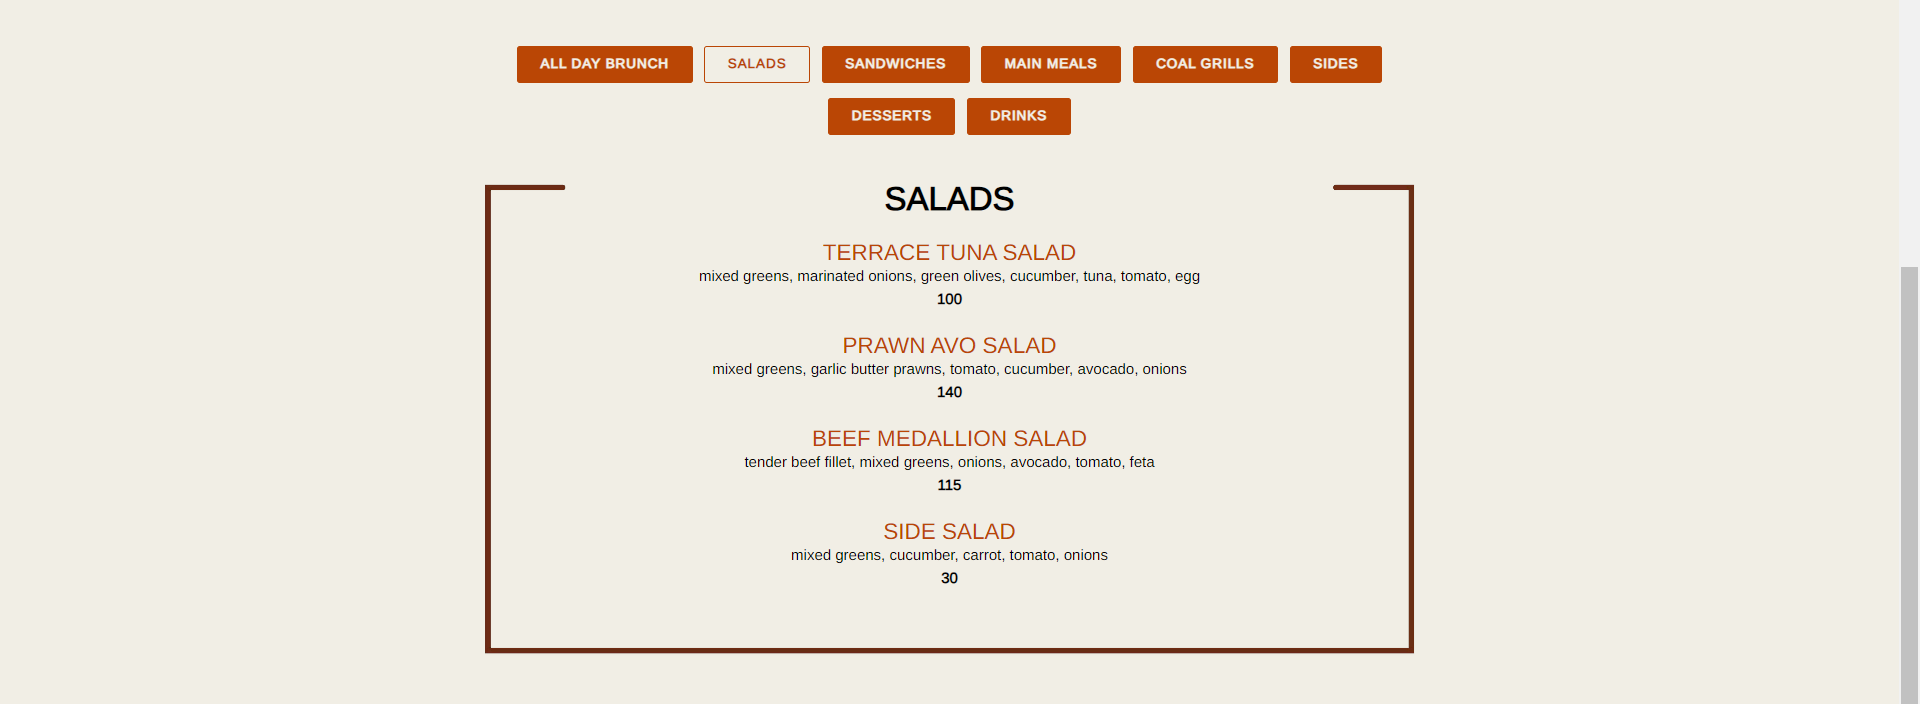 ALL DAY BRUNCH SALADS SANDWICHES MAIN MEALS COAL GRILLS SIDES
DESSERTS DRINKS
SALADS
TERRACE TUNA SALAD
mixed greens, marinated onions, green olives, cucumber, tuna, tomato, egg
100
PRAWN AVO SALAD
mixed greens, garlic butter prawns, tomato, cucumber, avocado, onions
140
BEEF MEDALLION SALAD
tender beef fillet, mixed greens, onions, avocado, tomato, feta
115
SIDE SALAD
mixed greens, cucumber, carrot, tomato, onions
30